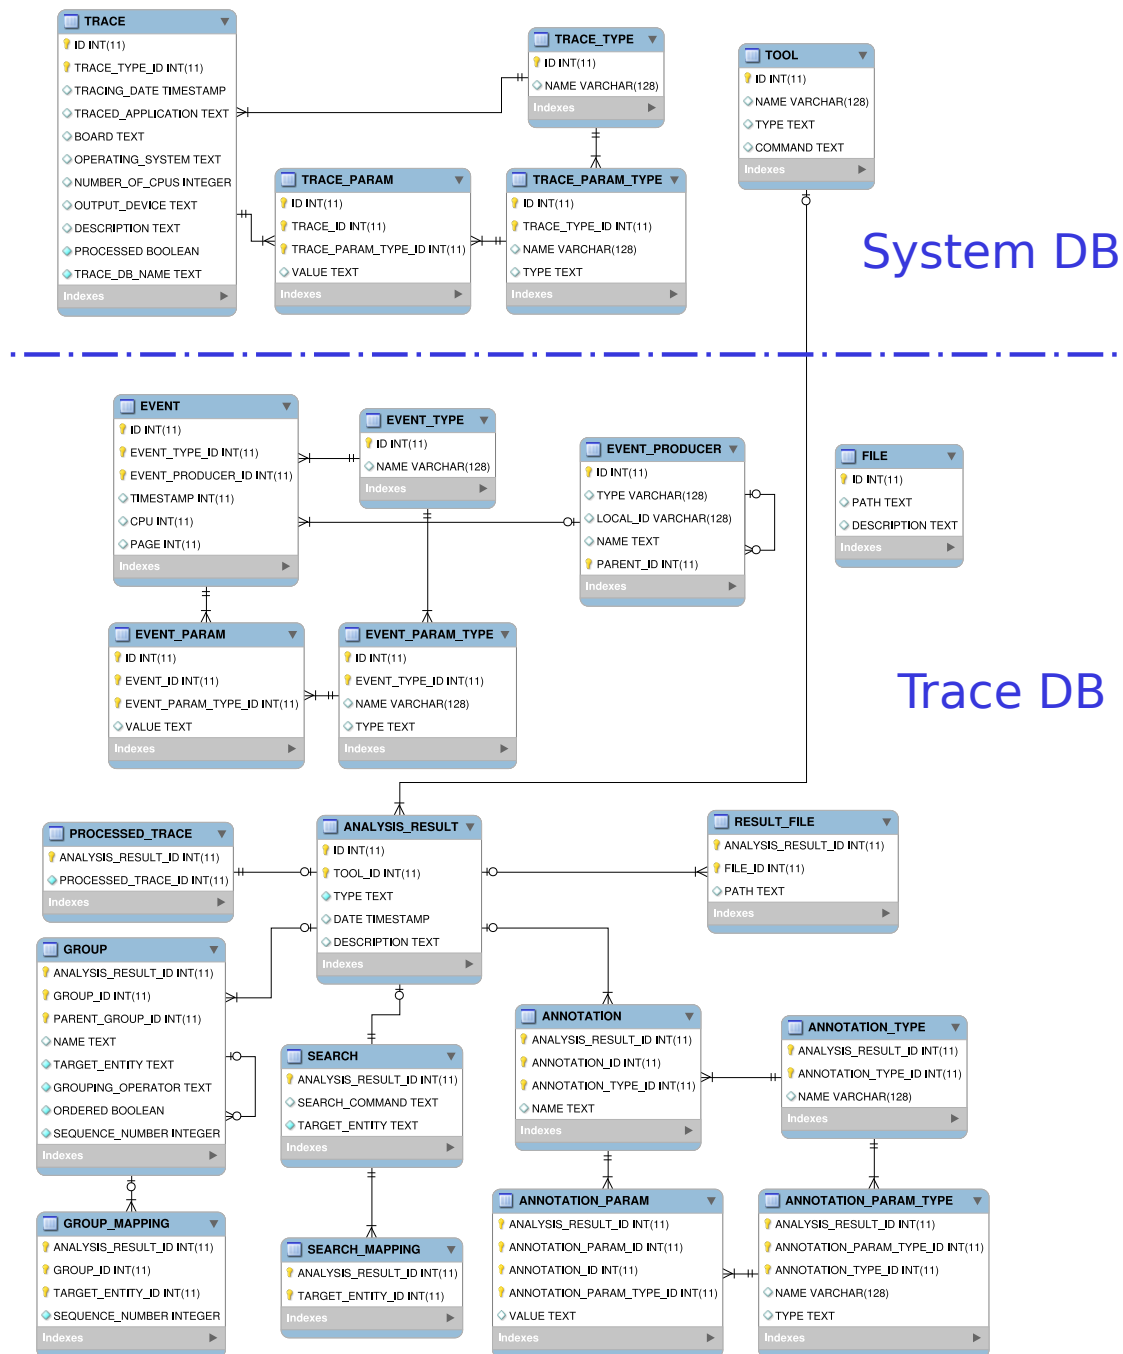 TRACE
ID INT(11)
TRACE_TYPE_ID INT(11)
TRACING_DATE TIMESTAMP
TRACED_APPLICATION TEXT
BOARD TEXT
OPERATING_SYSTEM TEXT
NUMBER_OF_CPUS INTEGER
OUTPUT_DEVICE TEXT
DESCRIPTION TEXT
PROCESSED BOOLEAN
TRACE_DB_NAME TEXT
Indexes
TRACE_TYPE
ID INT(11)
NAME VARCHAR(128)
Indexes
TOOL
ID INT(11)
NAME VARCHAR(128)
TYPE TEXT
COMMAND TEXT
Indexes
TRACE_PARAM
ID INT(11)
TRACE_ID INT(11)
TRACE_PARAM_TYPE_ID INT(11)
VALUE TEXT
Indexes
TRACE_PARAM_TYPE
ID INT(11)
TRACE_TYPE_ID INT(11)
NAME VARCHAR(128)
TYPE TEXT
Indexes
System DB
EVENT
ID INT(11)
EVENT_TYPE_ID INT(11)
EVENT_PRODUCER_ID INT(11)
TIMESTAMP INT(11)
CPU INT(11)
PAGE INT(11)
Indexes
EVENT_TYPE
ID INT(11)
NAME VARCHAR(128)
Indexes
EVENT_PRODUCER
ID INT(11)
TYPE VARCHAR(128)
LOCAL_ID VARCHAR(128)
NAME TEXT
PARENT_ID INT(11)
Indexes
FILE
ID INT(11)
PATH TEXT
DESCRIPTION TEXT
Indexes
EVENT_PARAM
ID INT(11)
EVENT_ID INT(11)
EVENT_PARAM_TYPE_ID INT(11)
VALUE TEXT
Indexes
EVENT_PARAM_TYPE
ID INT(11)
EVENT_TYPE_ID INT(11)
NAME VARCHAR(128)
TYPE TEXT
Indexes
Trace DB
PROCESSED_TRACE
ANALYSIS_RESULT_ID INT(11)
PROCESSED_TRACE_ID INT(11)
Indexes
ANALYSIS_RESULT
ID INT(11)
TOOL_ID INT(11)
TYPE TEXT
DATE TIMESTAMP
DESCRIPTION TEXT
Indexes
RESULT_FILE
ANALYSIS_RESULT_ID INT(11)
FILE_ID INT(11)
PATH TEXT
Indexes
GROUP
ANALYSIS_RESULT_ID INT(11)
GROUP_ID INT(11)
PARENT_GROUP_ID INT(11)
NAME TEXT
TARGET_ENTITY TEXT
GROUPING_OPERATOR TEXT
ORDERED BOOLEAN
SEQUENCE_NUMBER INTEGER
Indexes
SEARCH
ANALYSIS_RESULT_ID INT(11)
SEARCH_COMMAND TEXT
TARGET_ENTITY TEXT
Indexes
ANNOTATION
ANALYSIS_RESULT_ID INT(11)
ANNOTATION_ID INT(11)
ANNOTATION_TYPE_ID INT(11)
NAME TEXT
Indexes
ANNOTATION_TYPE
ANALYSIS_RESULT_ID INT(11)
ANNOTATION_TYPE_ID INT(11)
NAME VARCHAR(128)
Indexes
GROUP_MAPPING
ANALYSIS_RESULT_ID INT(11)
GROUP_ID INT(11)
TARGET_ENTITY_ID INT(11)
SEQUENCE_NUMBER INTEGER
Indexes
SEARCH_MAPPING
ANALYSIS_RESULT_ID INT(11)
TARGET_ENTITY_ID INT(11)
Indexes
ANNOTATION_PARAM
ANALYSIS_RESULT_ID INT(11)
ANNOTATION_PARAM_ID INT(11)
ANNOTATION_ID INT(11)
ANNOTATION_PARAM_TYPE_ID INT(11)
VALUE TEXT
Indexes
ANNOTATION_PARAM_TYPE
ANALYSIS_RESULT_ID INT(11)
ANNOTATION_PARAM_TYPE_ID INT(11)
ANNOTATION_TYPE_ID INT(11)
NAME VARCHAR(128)
TYPE TEXT
Indexes